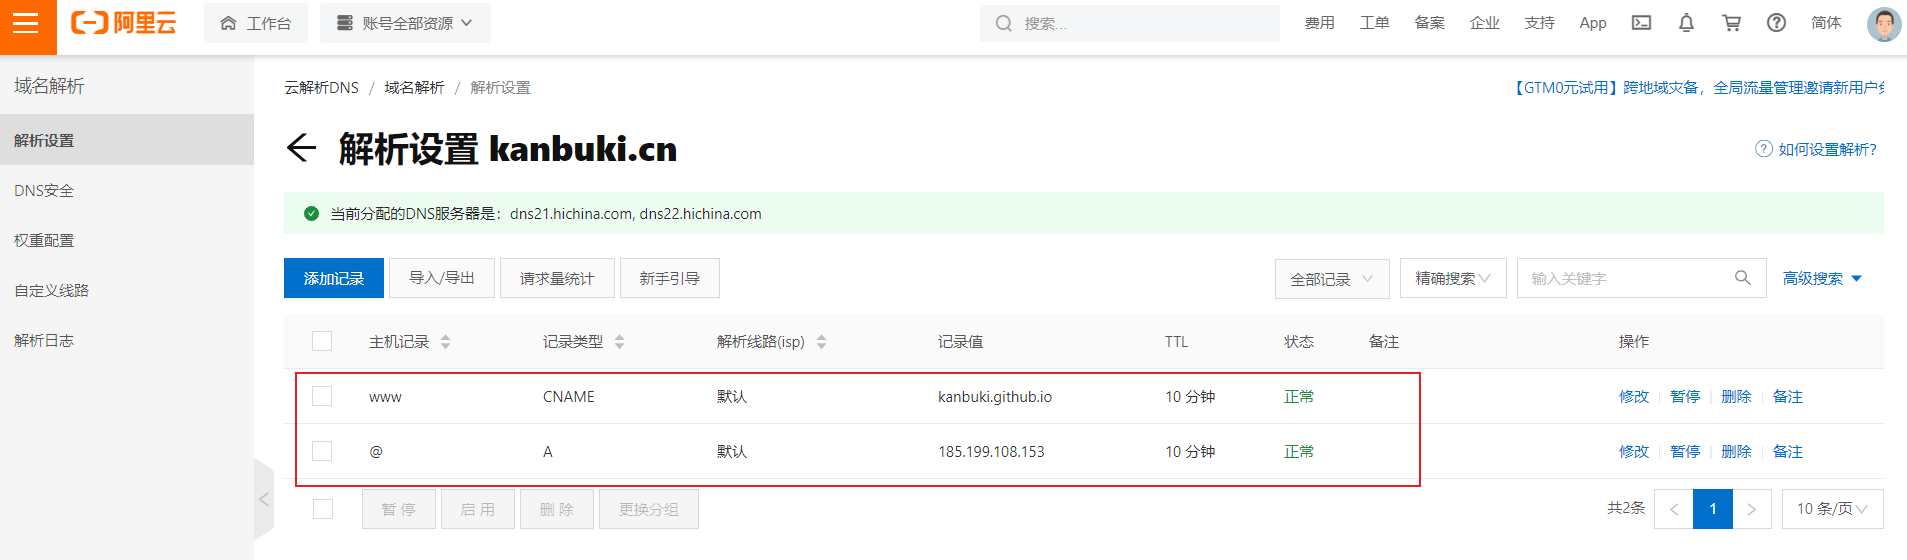 阿里云 工作台 账号全部资源 搜索... 费用 工单 备案 企业 支持 App 简体
域名解析
解析设置
DNS安全
权重配置
自定义线路
解析日志
云解析DNS / 域名解析 / 解析设置
【GTM0元试用】跨地域灾备，全局流量管理邀请新用户
解析设置 kanbuki.cn
如何设置解析?
当前分配的DNS服务器是：dns21.hichina.com, dns22.hichina.com
添加记录 导入/导出 请求量统计 新手引导 全部记录 精确搜索 输入关键字 高级搜索
主机记录 记录类型 解析线路(isp) 记录值 TTL 状态 备注 操作
www CNAME 默认 kanbuki.github.io 10 分钟 正常 修改 暂停 删除 备注
@ A 默认 185.199.108.153 10 分钟 正常 修改 暂停 删除 备注
暂 停 启 用 删 除 更换分组 共2条 < 1 > 10 条/页